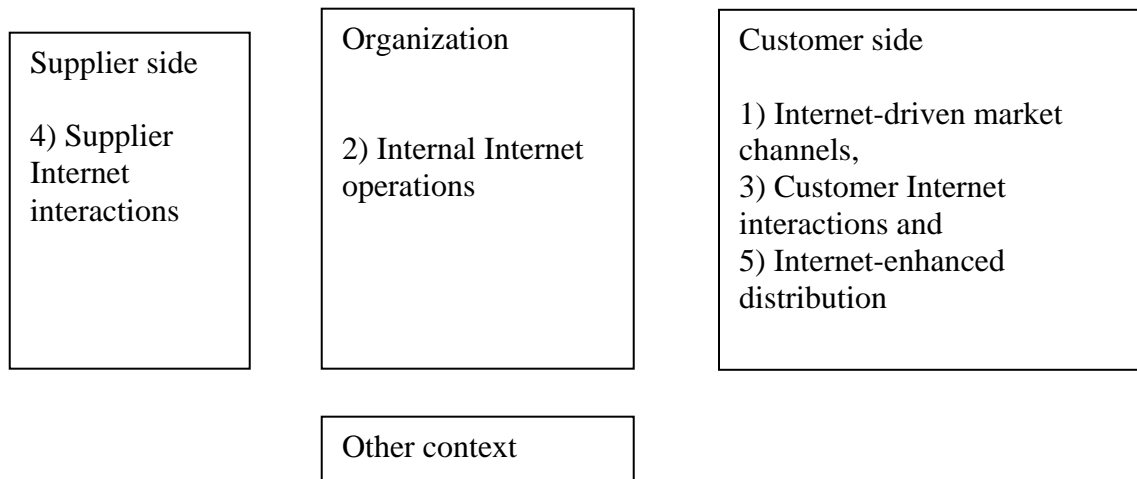 Supplier side
4) Supplier
Internet
interactions
Organization
2) Internal Internet
operations
Customer side
1) Internet-driven market
channels,
3) Customer Internet
interactions and
5) Internet-enhanced
distribution
Other context